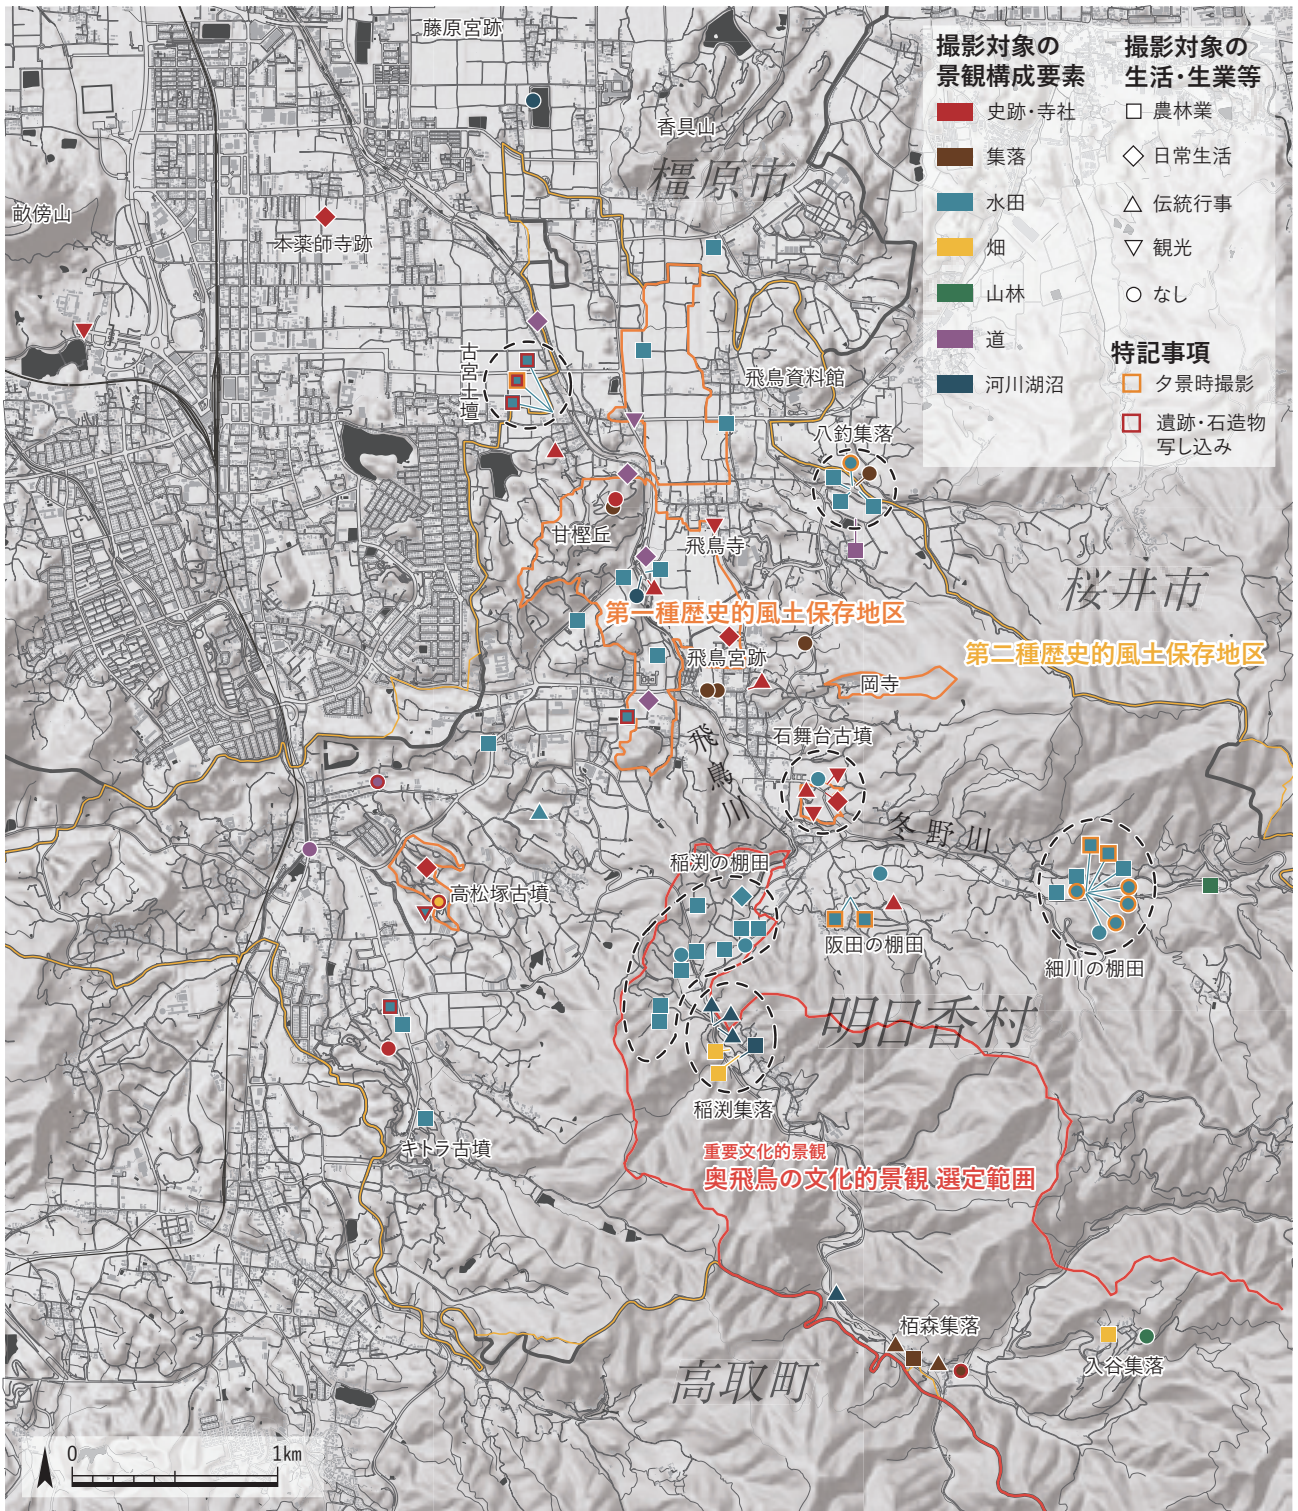 藤原宮跡
香具山
橿原市
畝傍山
本薬師寺跡
撮影対象の
景観構成要素
史跡・寺社
集落
水田
畑
山林
道
河川湖沼
撮影対象の
生活・生業等
農林業
日常生活
伝統行事
観光
なし
特記事項
夕景時撮影
遺跡・石造物
写し込み
古宮土壇
飛鳥資料館
八釣集落
甘樫丘
飛鳥寺
桜井市
第一種歴史的風土保存地区
第二種歴史的風土保存地区
飛鳥宮跡
岡寺
石舞台古墳
飛鳥川
冬野川
稲渕の棚田
高松塚古墳
阪田の棚田
細川の棚田
明日香村
稲渕集落
キトラ古墳
重要文化的景観
奥飛鳥の文化的景観 選定範囲
栢森集落
入谷集落
高取町
0 1km